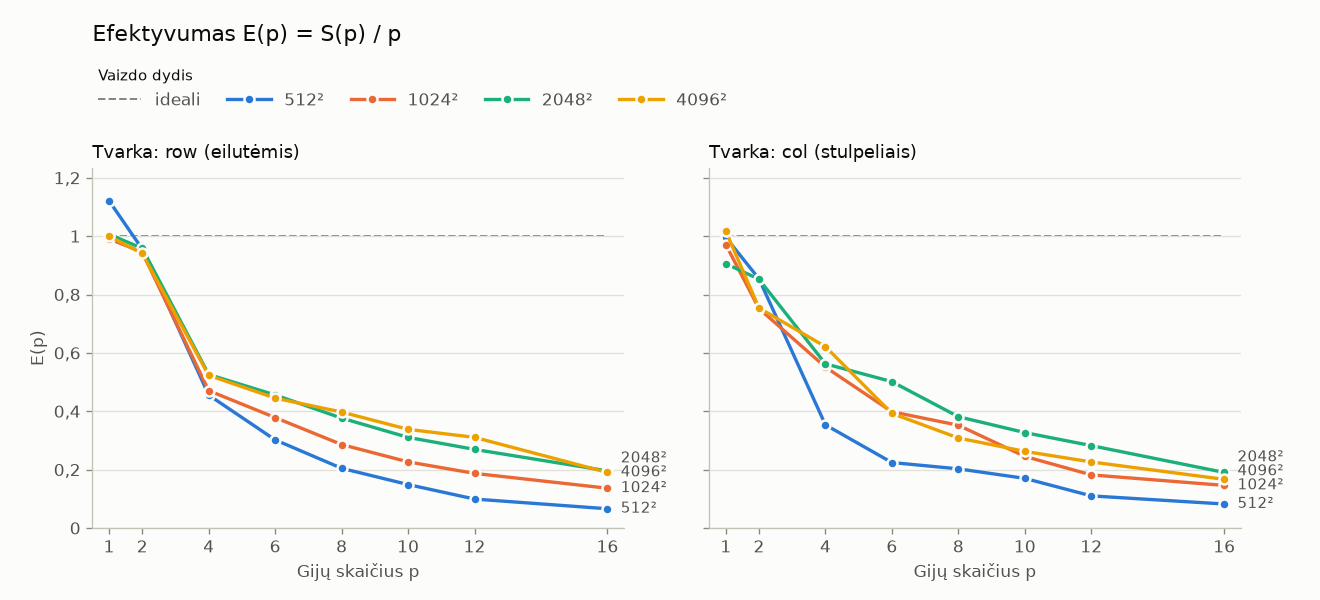 Efektyvumas E(p) = S(p) / p
Vaizdo dydis
ideali 512² 1024² 2048² 4096²
Tvarka: row (eilutėmis)
1,2
1
0,8
0,6
0,4
0,2
0
E(p)
2048²
4096²
1024²
512²
1 2 4 6 8 10 12 16
Gijų skaičius p
Tvarka: col (stulpeliais)
2048²
4096²
1024²
512²
1 2 4 6 8 10 12 16
Gijų skaičius p